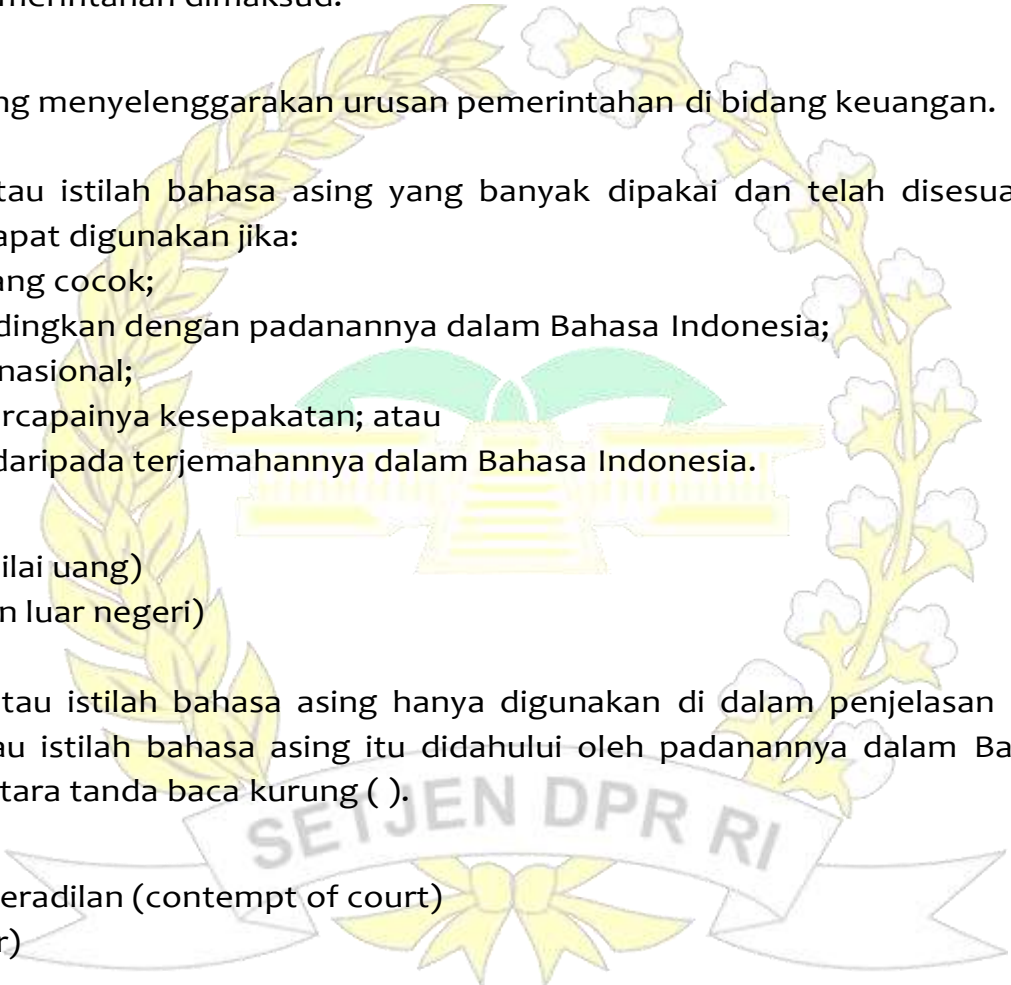 merintahan dimaksud.
ng menyelenggarakan urusan pemerintahan di bidang keuangan.
tau istilah bahasa asing yang banyak dipakai dan telah disesua
apat digunakan jika:
ang cocok;
dingkan dengan padanannya dalam Bahasa Indonesia;
nasional;
rcapainya kesepakatan; atau
daripada terjemahannya dalam Bahasa Indonesia.
ilai uang)
n luar negeri)
tau istilah bahasa asing hanya digunakan di dalam penjelasan
au istilah bahasa asing itu didahului oleh padanannya dalam Ba
tara tanda baca kurung ( ).
SETJEN DPR RI
eradilan (contempt of court)
r)